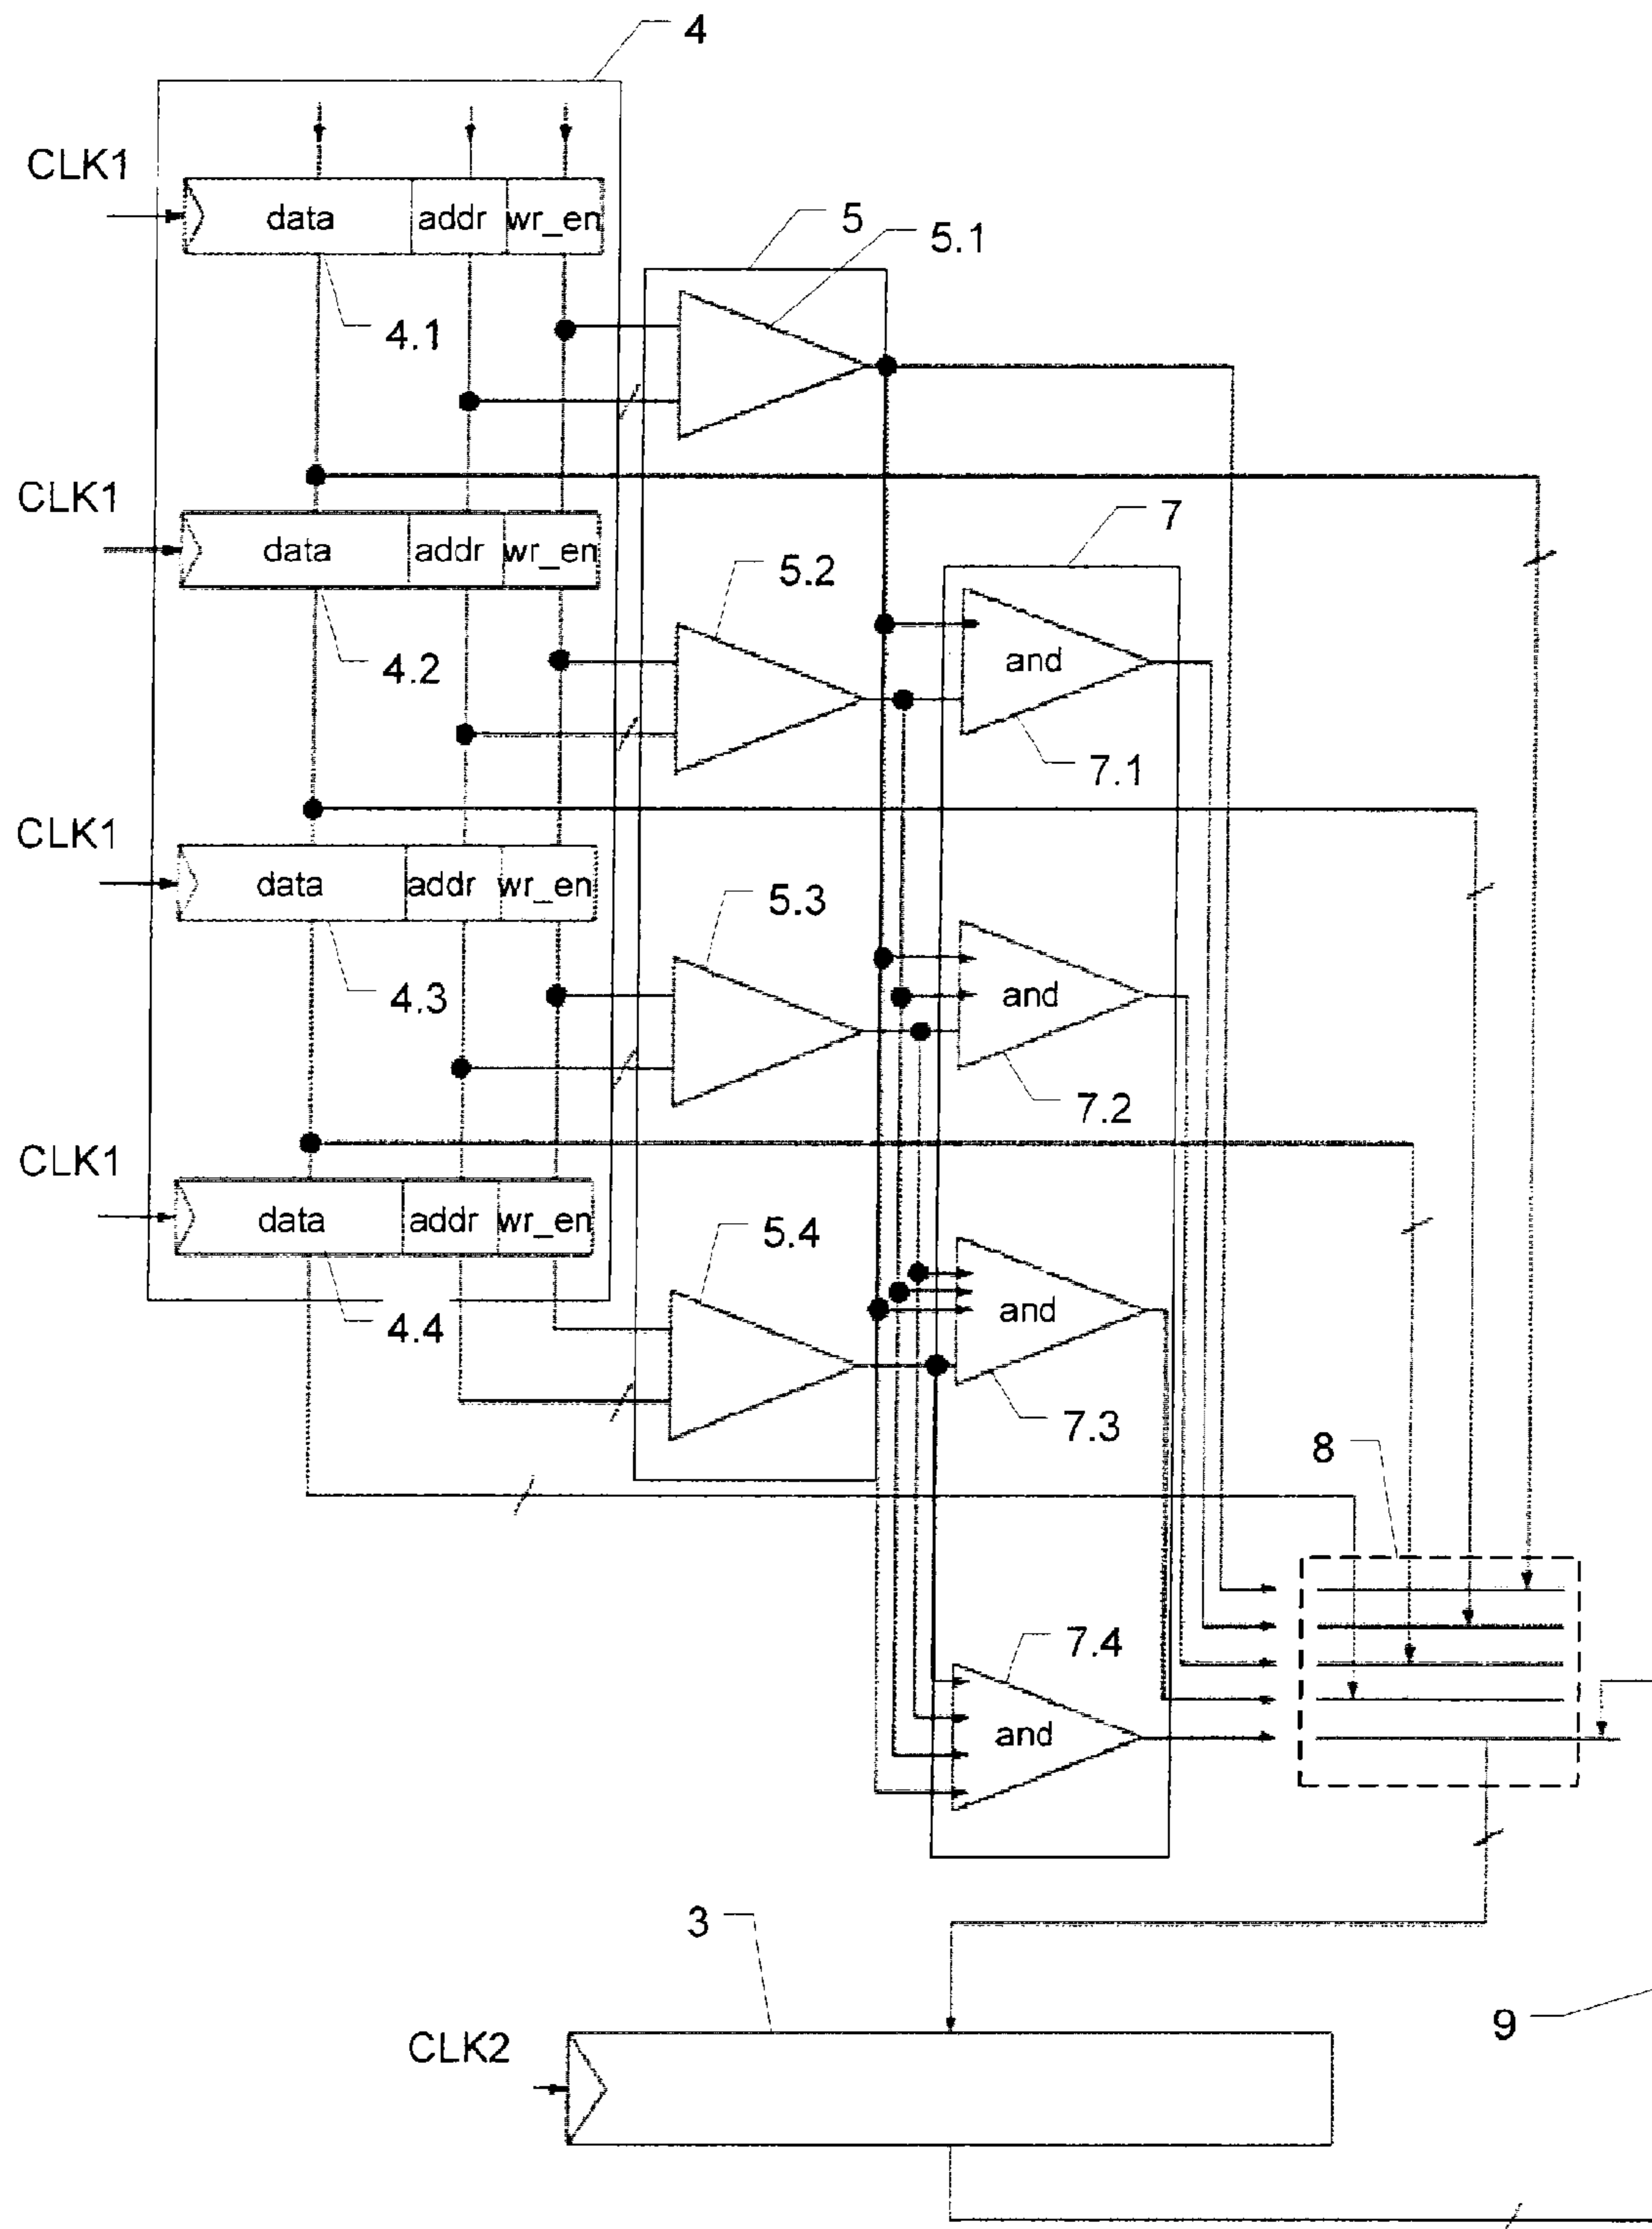 4
CLK1
data addr wr_en
5
5.1
4.1
CLK1
7
data addr wr_en
5.2
and
4.2
7.1
CLK1
data addr wr_en
5.3
4.3
and
7.2
CLK1
data addr wr_en
5.4
4.4
and
7.3
8
7.4
and
3
9
CLK2